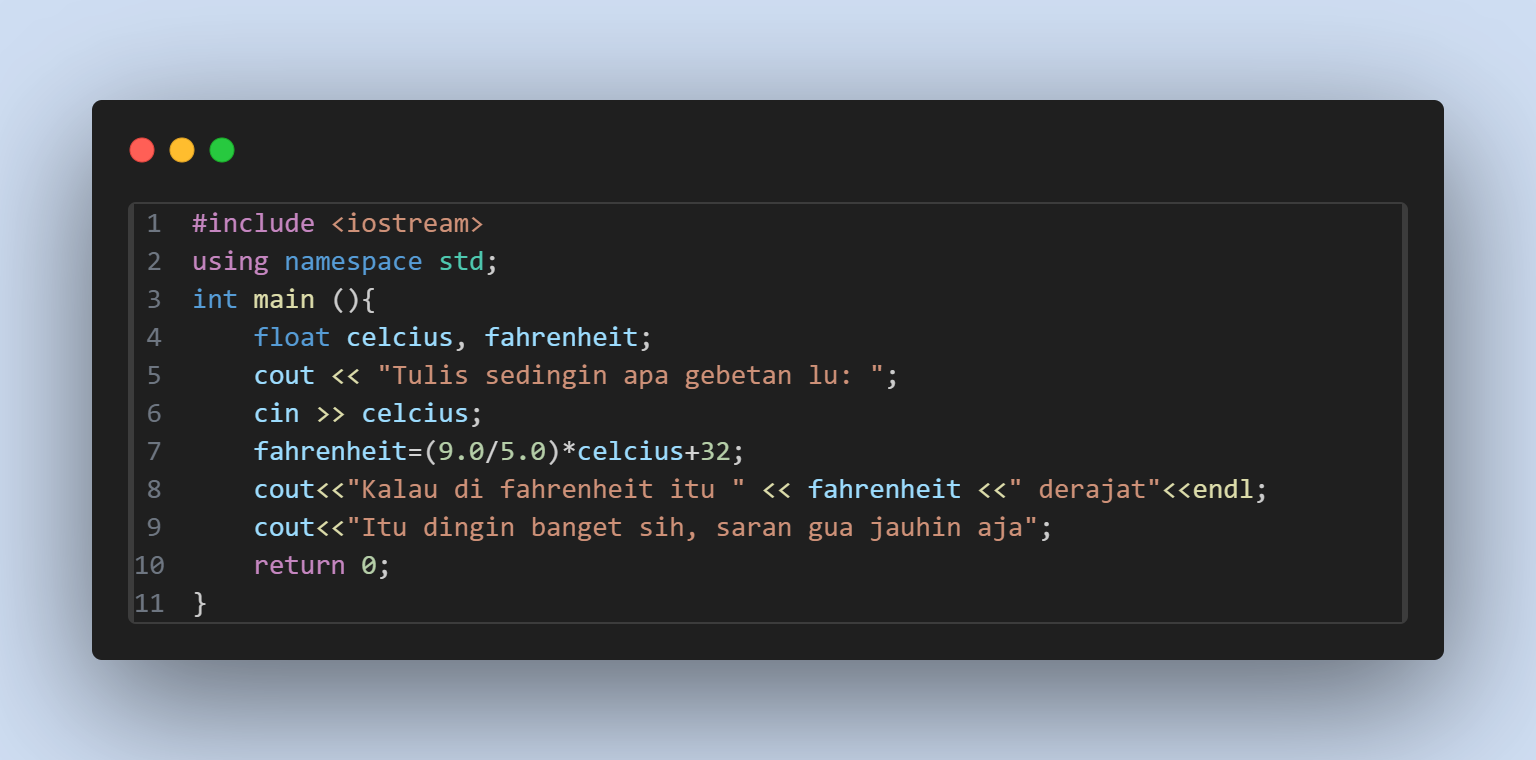 1 #include <iostream>
2 using namespace std;
3 int main (){
4     float celcius, fahrenheit;
5     cout << "Tulis sedingin apa gebetan lu: ";
6     cin >> celcius;
7     fahrenheit=(9.0/5.0)*celcius+32;
8     cout<<"Kalau di fahrenheit itu " << fahrenheit <<" derajat"<<endl;
9     cout<<"Itu dingin banget sih, saran gua jauhin aja";
10     return 0;
11 }